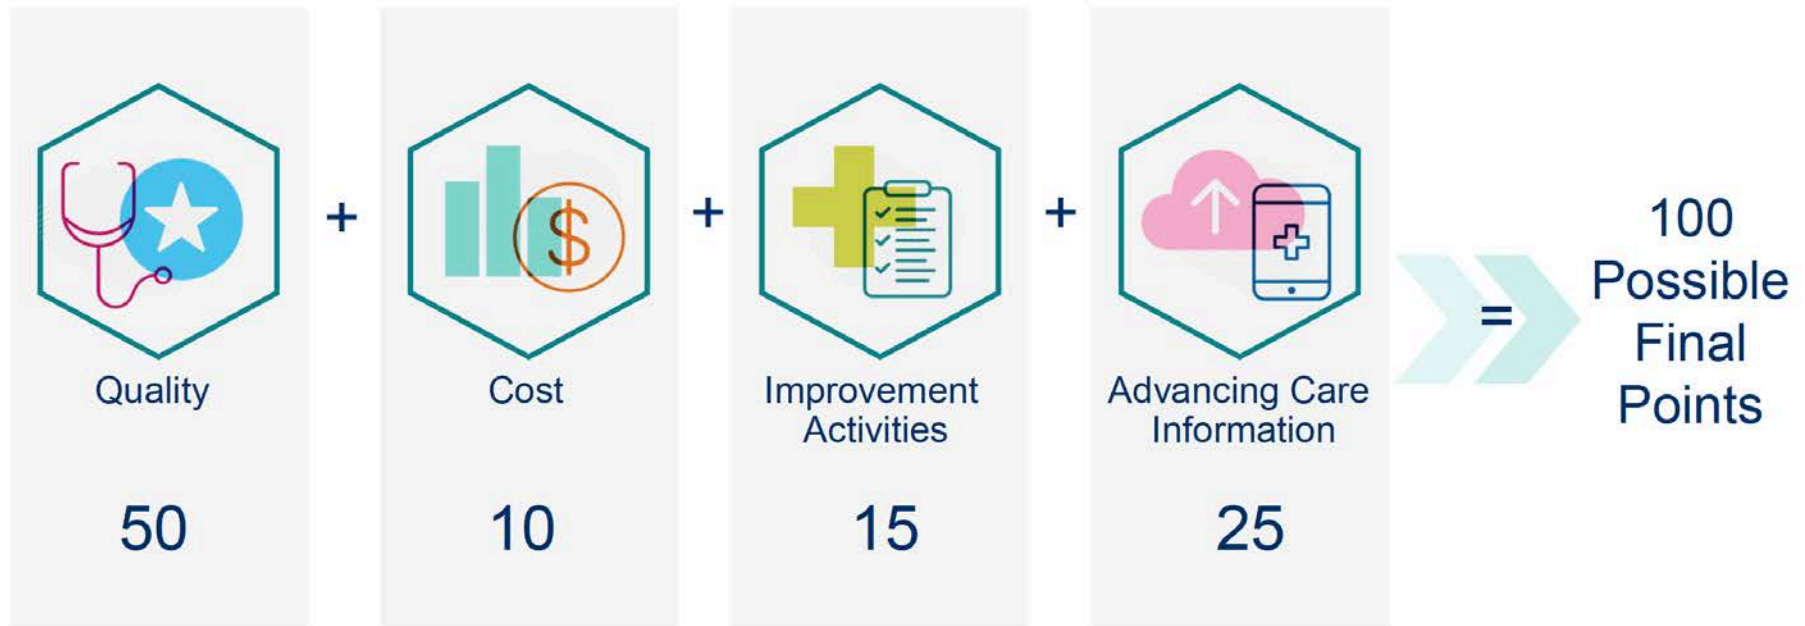 Quality
50
+
$
Cost
10
+
Improvement
Activities
15
+
Advancing Care
Information
25
=
100
Possible
Final
Points